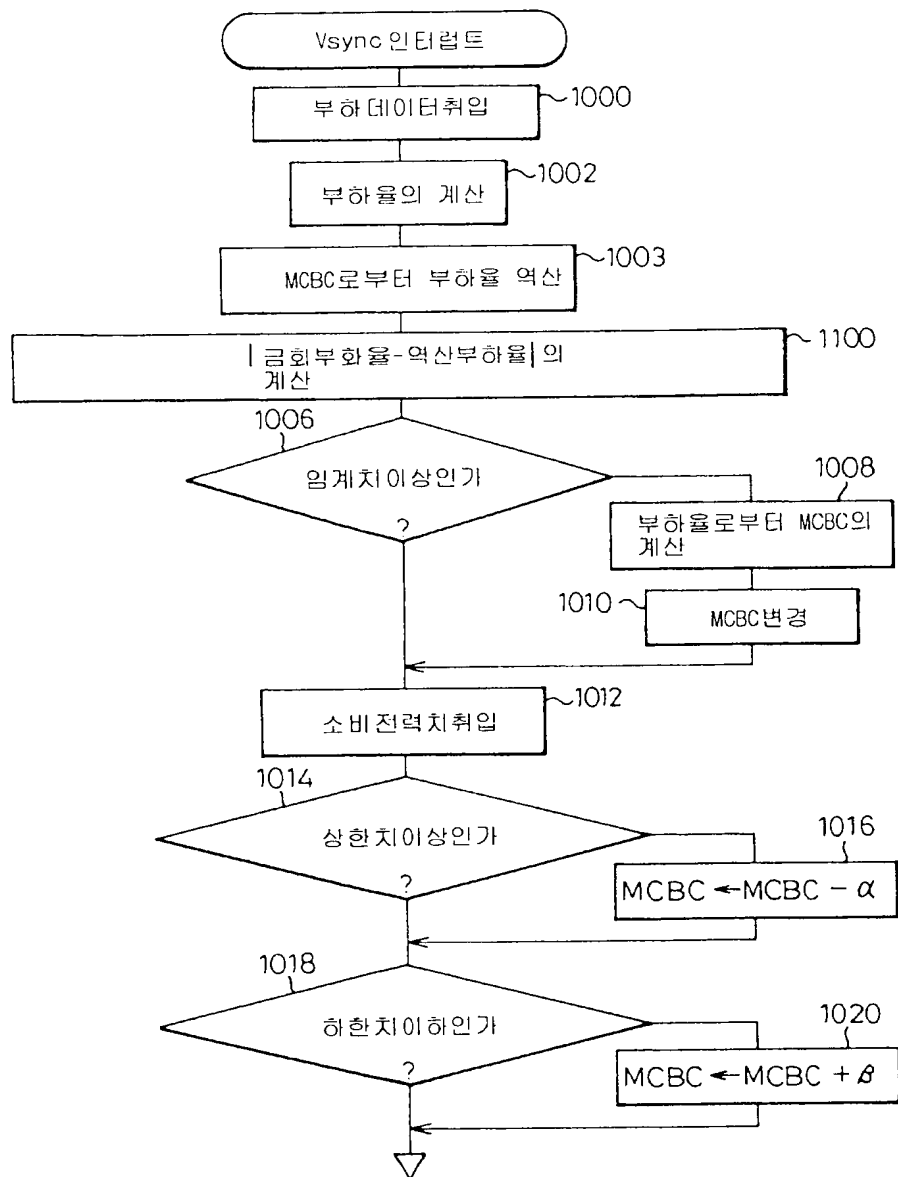 Vsync 인터럽트
부하데이터취입
1000
부하율의 계산
1002
MCBC로부터 부하율 역산
1003
|금회부화율-역산부하율|의
계산
1100
1006
임계치이상인가
?
1008
부하율로부터 MCBC의
계산
1010
MCBC변경
1012
소비전력치취입
1014
상한치이상인가
?
1016
MCBC←MCBC - α
1018
하한치이하인가
?
1020
MCBC←MCBC + β